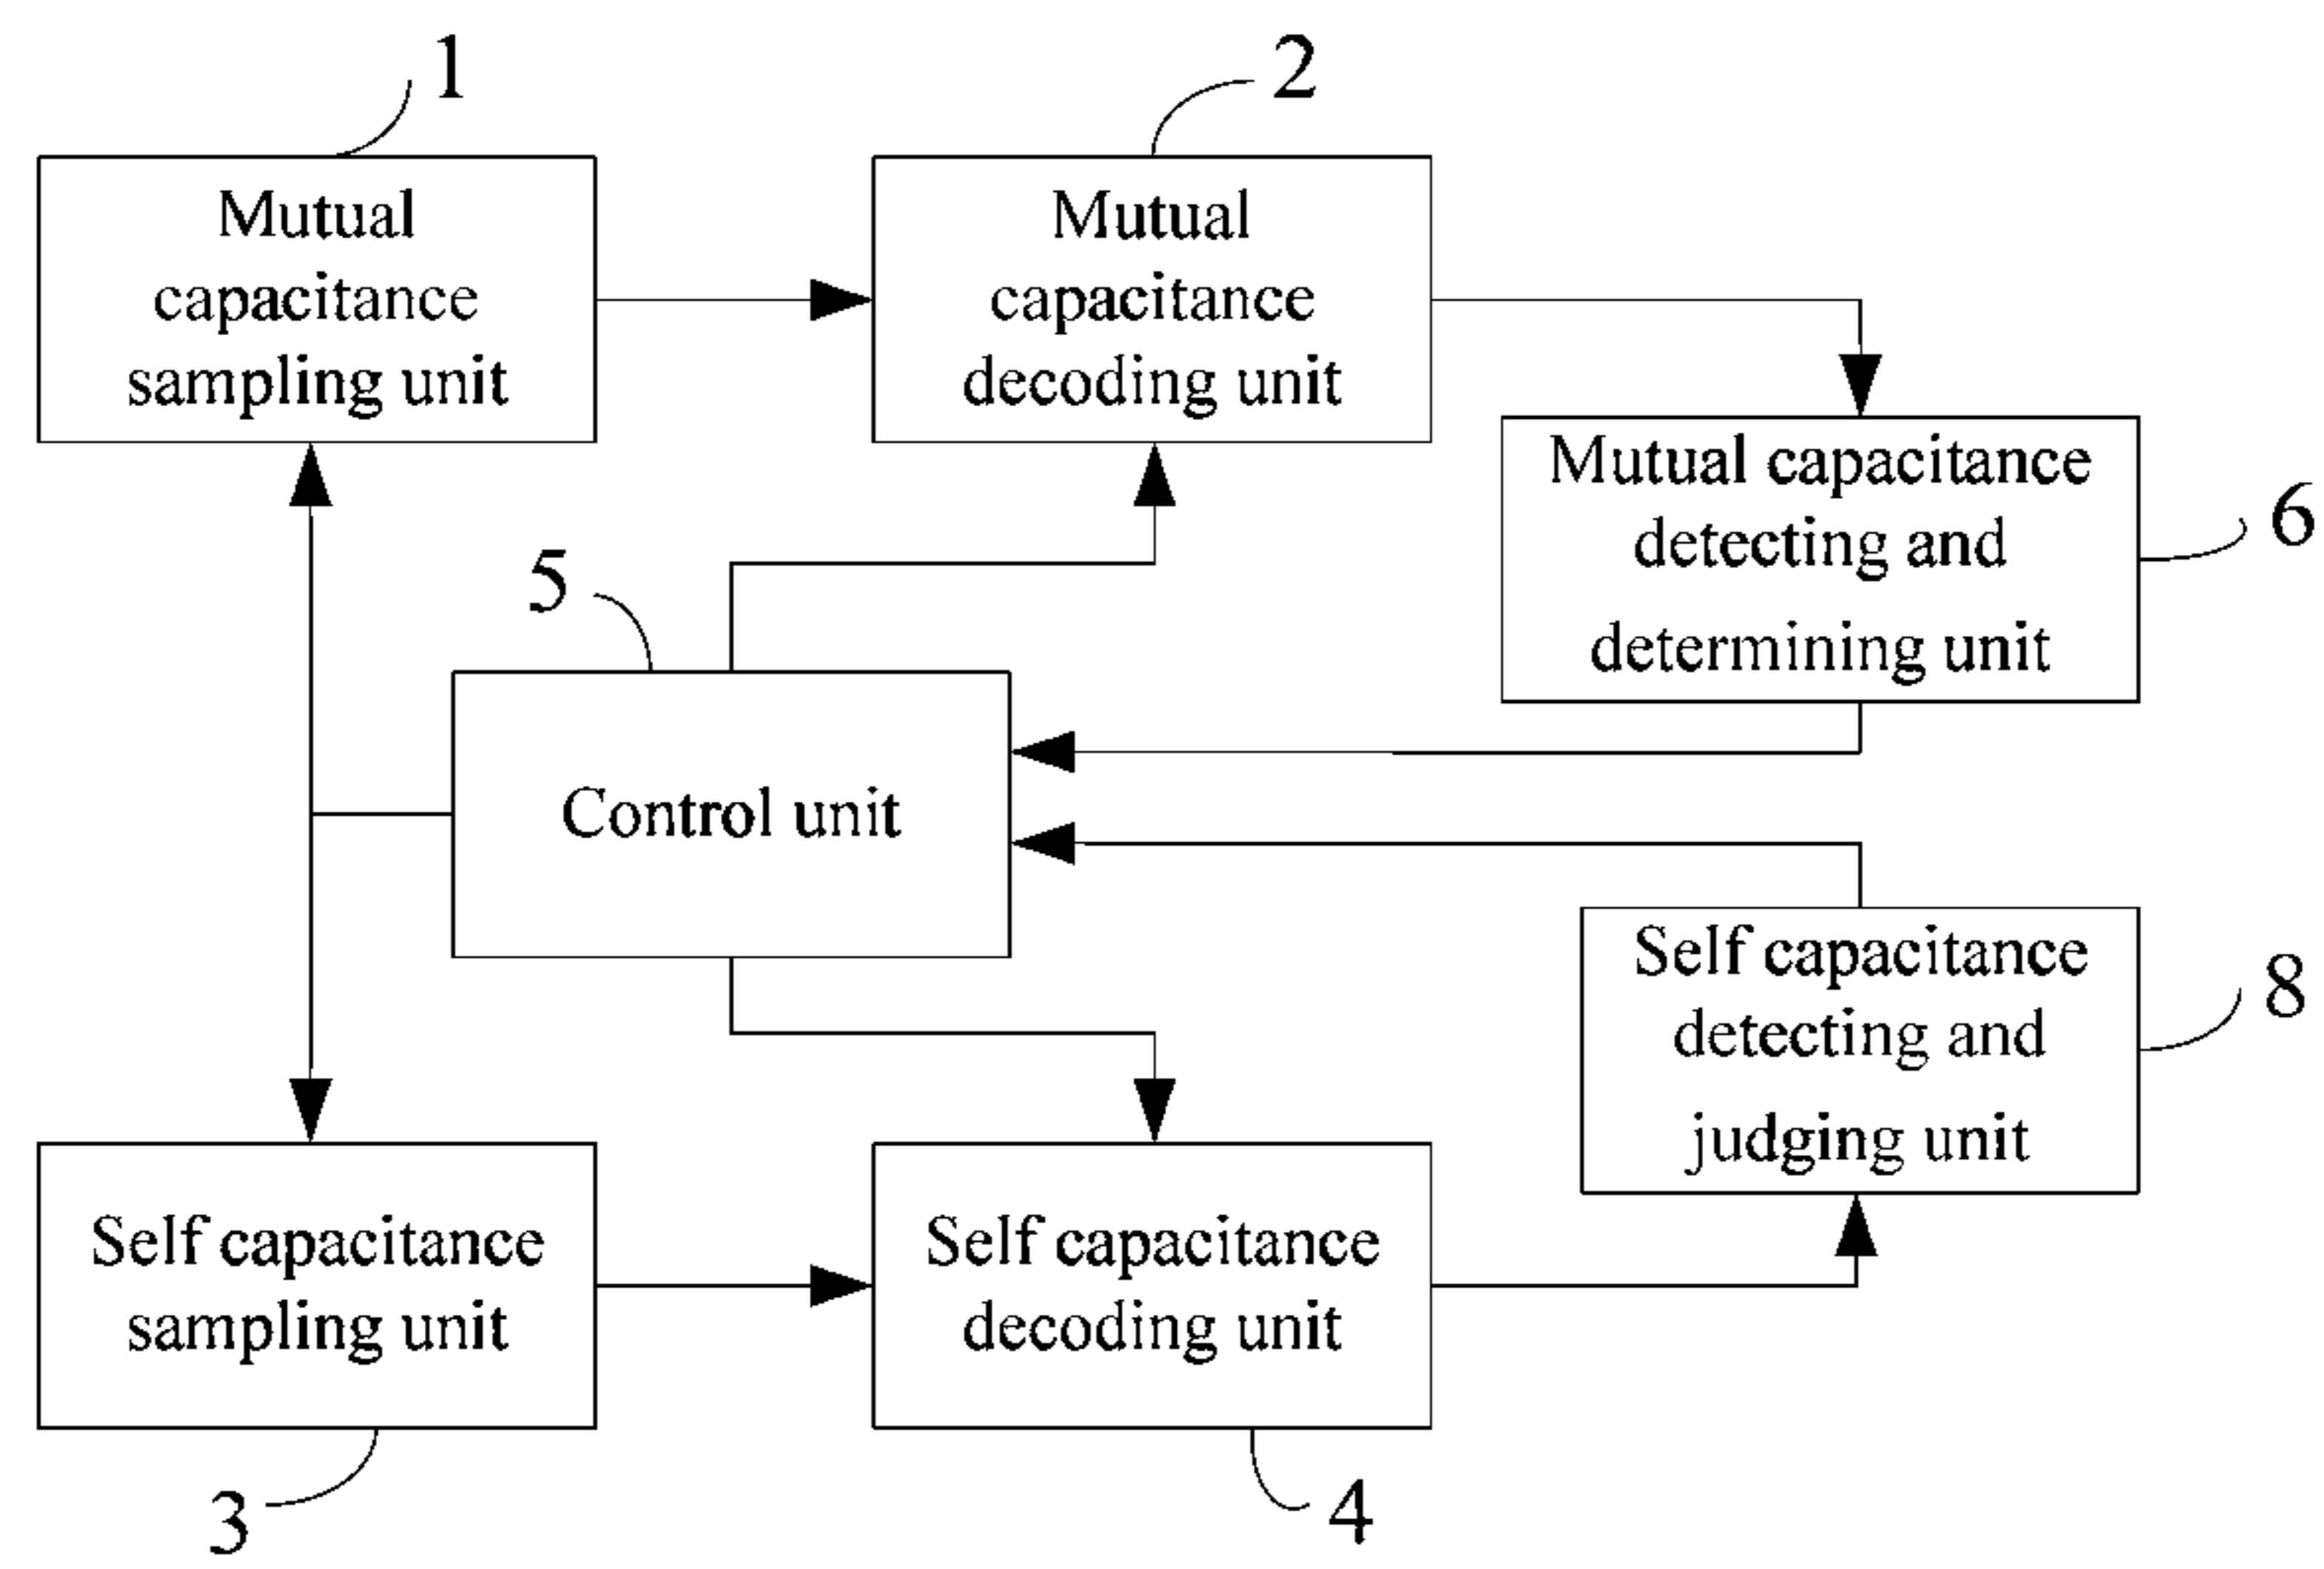 1
2
Mutual
capacitance
sampling unit
Mutual
capacitance
decoding unit
Mutual capacitance
detecting and
determining unit
6
5
Control unit
Self capacitance
detecting and
judging unit
8
Self capacitance
sampling unit
Self capacitance
decoding unit
3
4